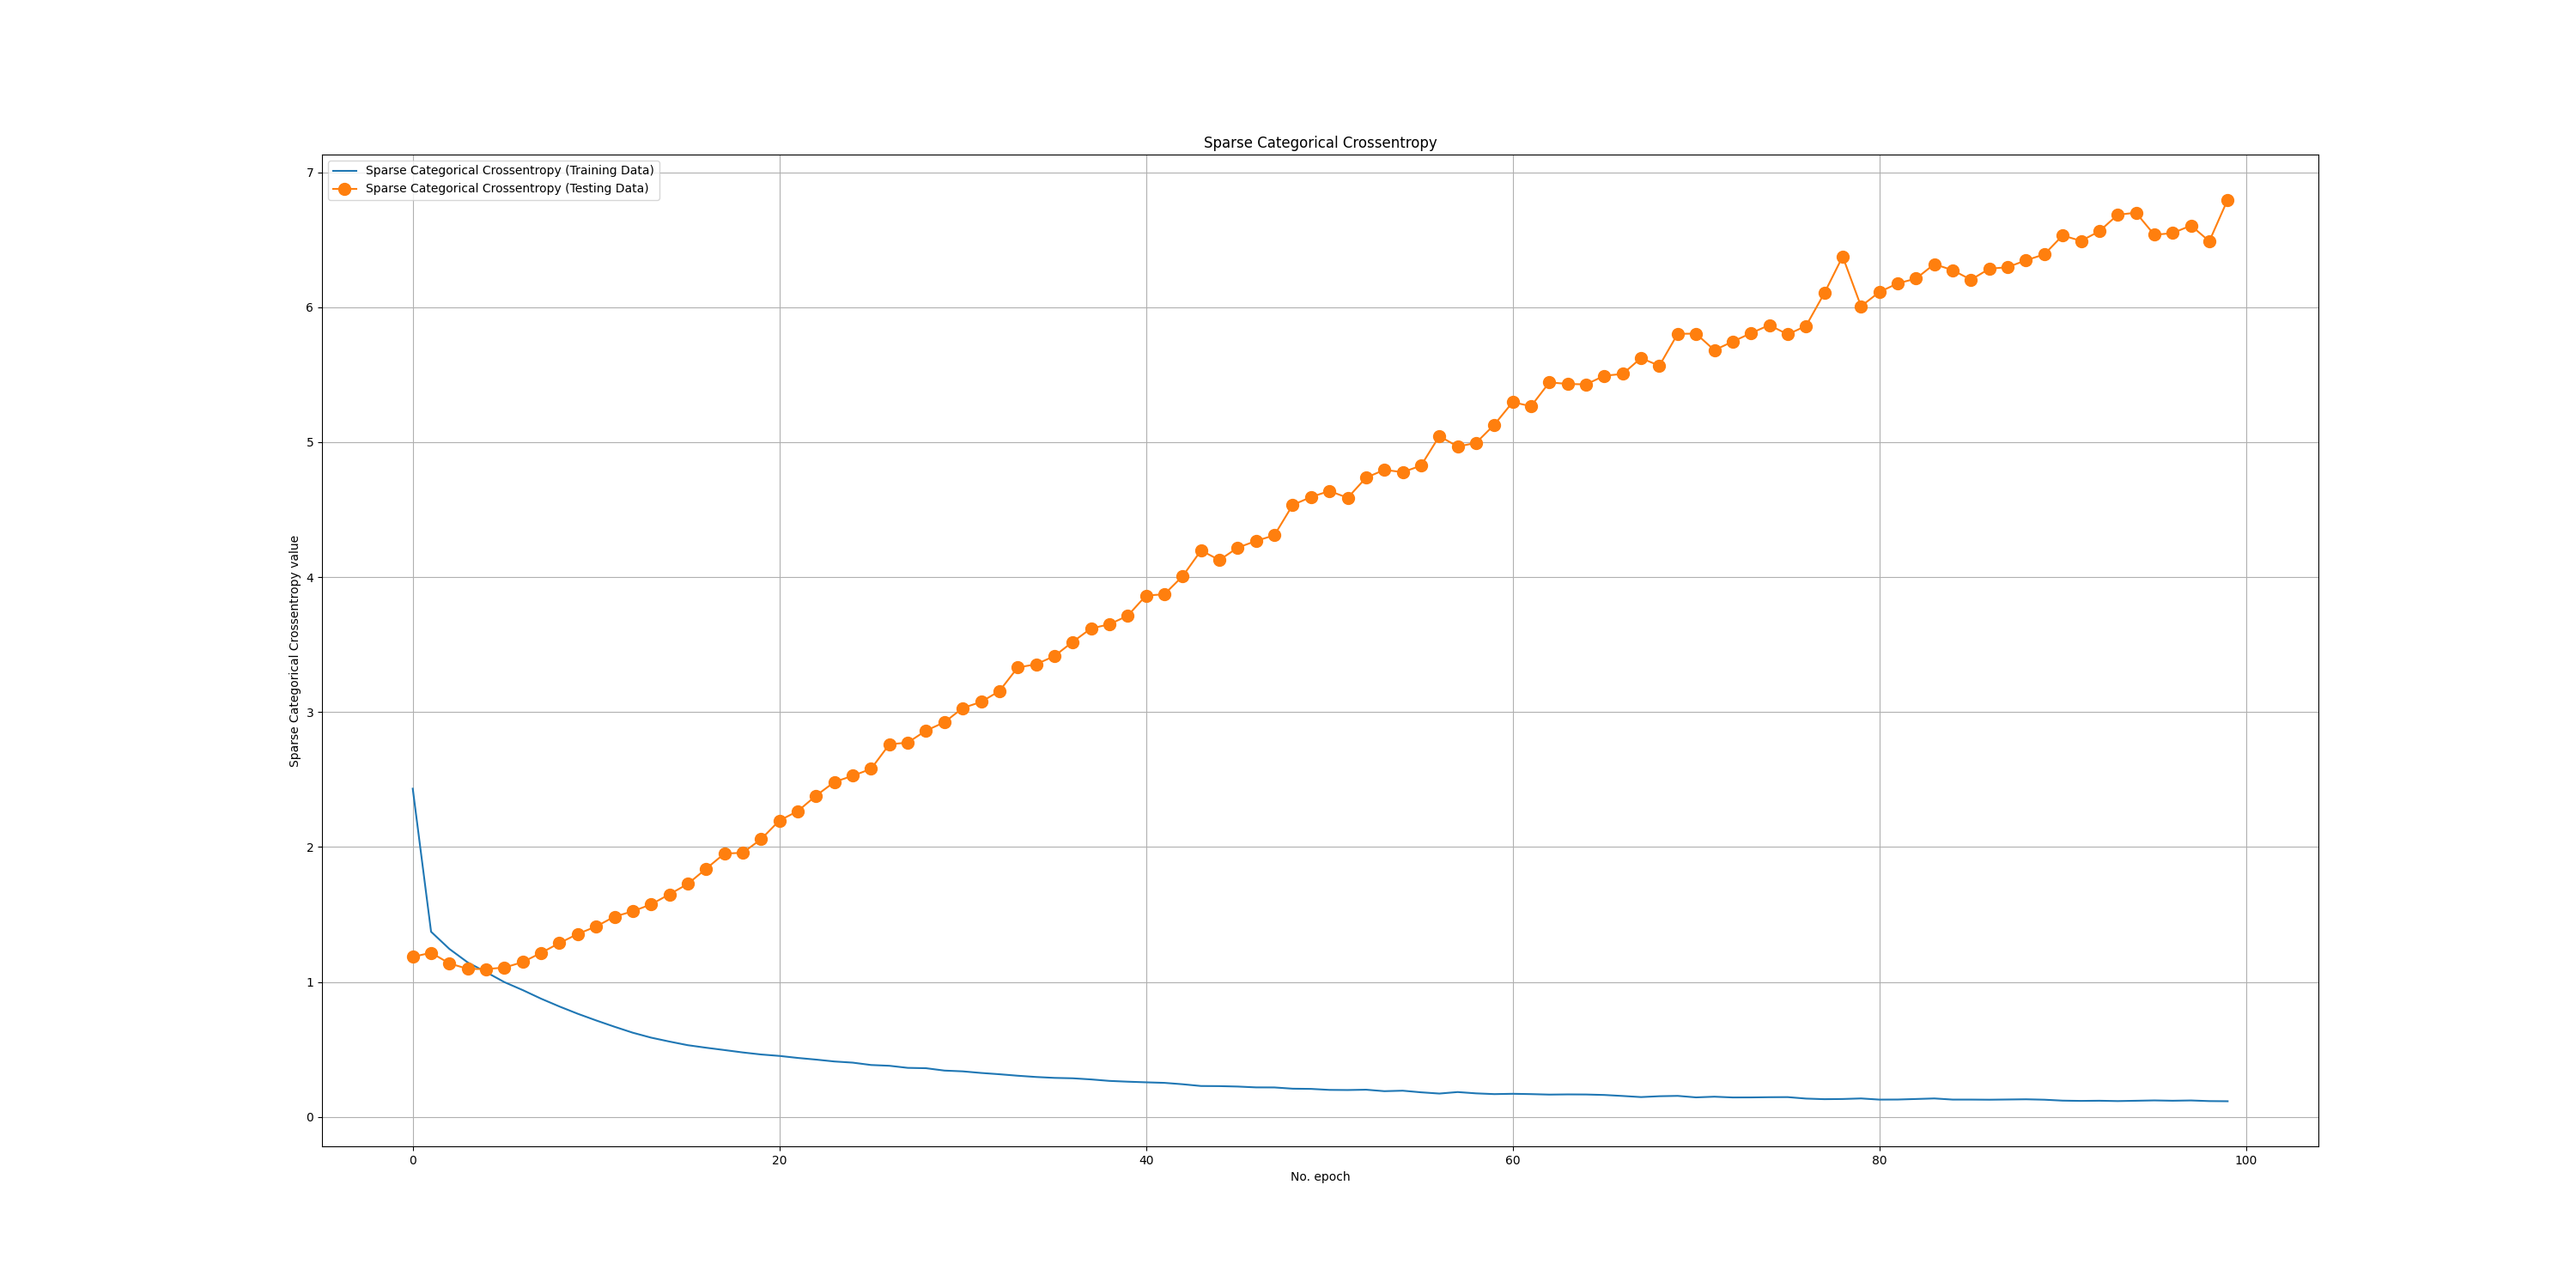 Sparse Categorical Crossentropy
Sparse Categorical Crossentropy (Training Data)
Sparse Categorical Crossentropy (Testing Data)
Sparse Categorical Crossentropy value
7
6
5
4
3
2
1
0
0 20 40 60 80 100
No. epoch